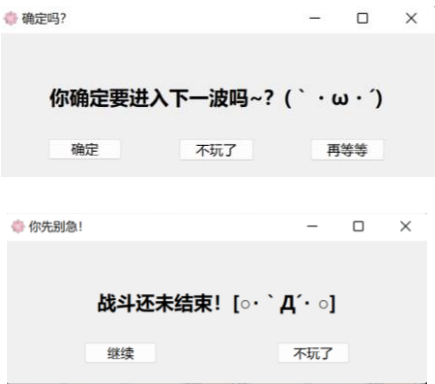 确定吗?
你确定要进入下一波吗~? (｀・ω・´)
确定 不玩了 再等等
你先别急!
战斗还未结束! [○・｀Д´・○]
继续 不玩了